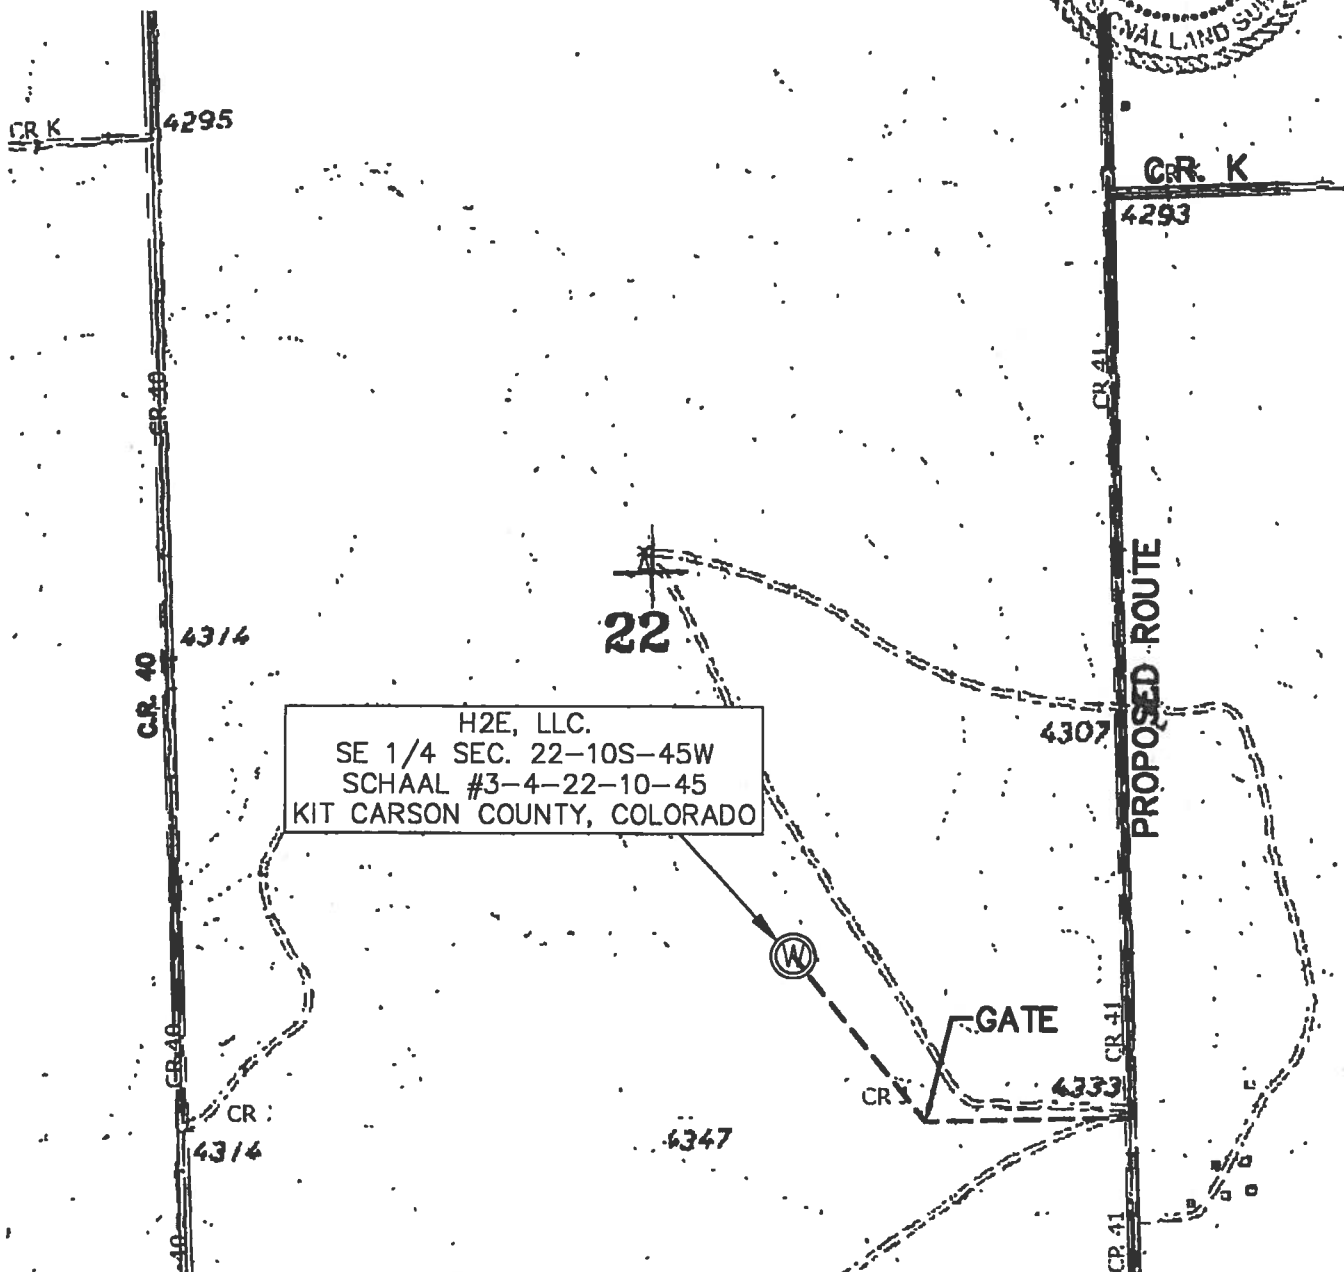 NAL LAND SUR
CR K
4295
C.R. K
4293
CR 40
CR 41
22
4314
C.R. 40
PROPOSED ROUTE
4307
H2E, LLC.
SE 1/4 SEC. 22-10S-45W
SCHAAL #3-4-22-10-45
KIT CARSON COUNTY, COLORADO
W
GATE
CR 40
CR 41
CR
4333
CR
4314
4347
40
CR 41